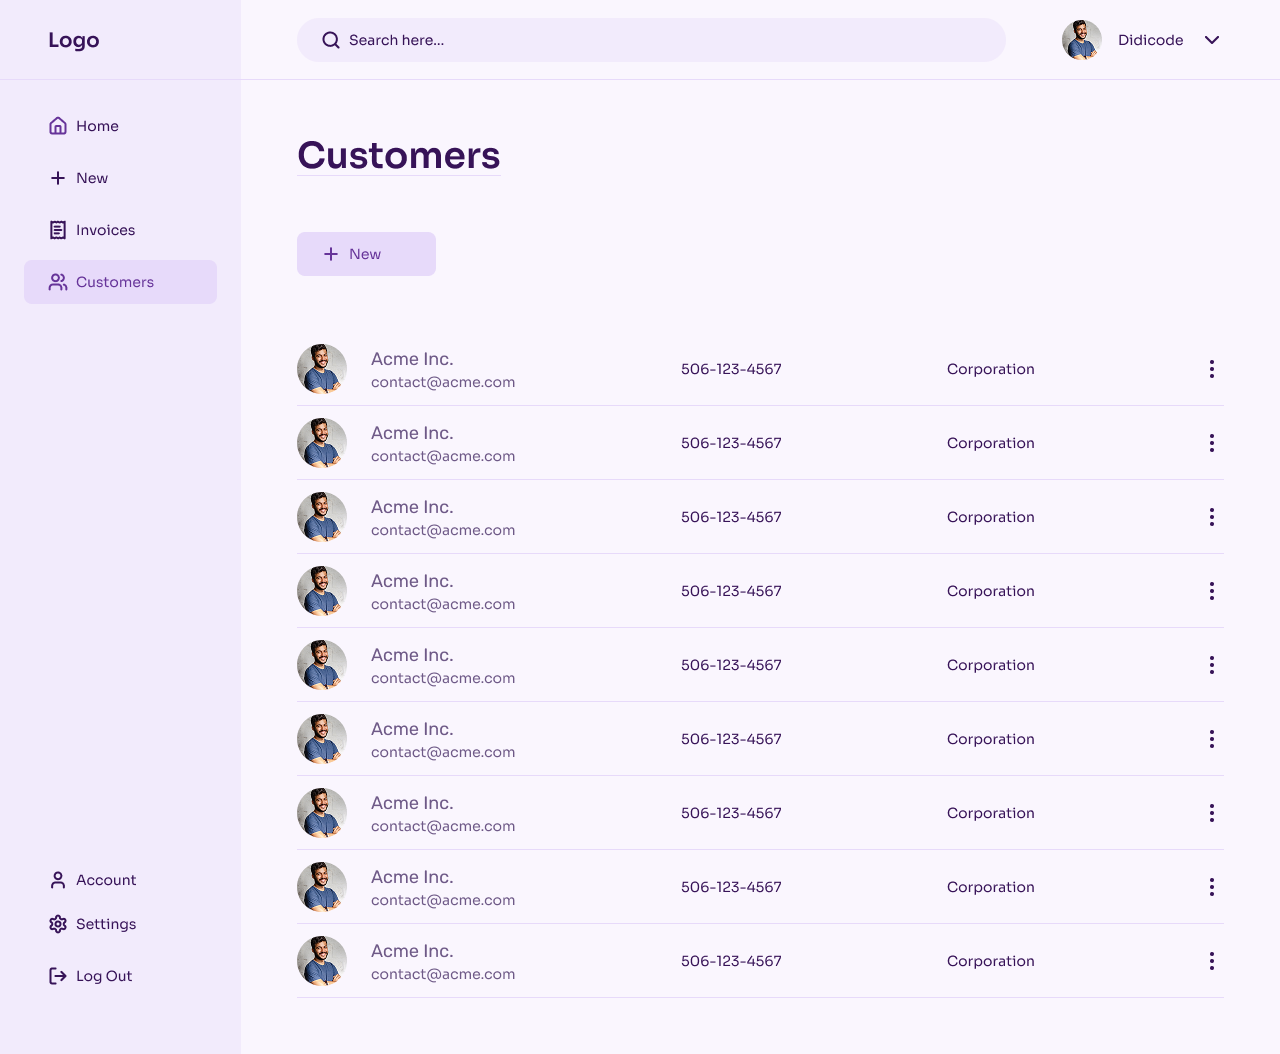 Logo
Search here...
Didicode
Home
New
Invoices
Customers
Account
Settings
Log Out
Customers
New
Acme Inc.
contact@acme.com
506-123-4567
Corporation
Acme Inc.
contact@acme.com
506-123-4567
Corporation
Acme Inc.
contact@acme.com
506-123-4567
Corporation
Acme Inc.
contact@acme.com
506-123-4567
Corporation
Acme Inc.
contact@acme.com
506-123-4567
Corporation
Acme Inc.
contact@acme.com
506-123-4567
Corporation
Acme Inc.
contact@acme.com
506-123-4567
Corporation
Acme Inc.
contact@acme.com
506-123-4567
Corporation
Acme Inc.
contact@acme.com
506-123-4567
Corporation